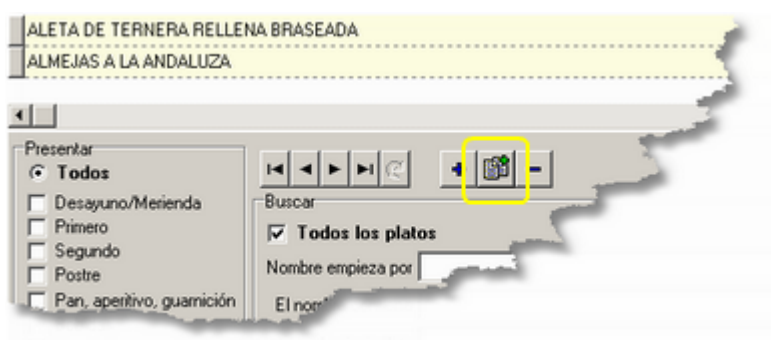 ALETA DE TERNERA RELLENA BRASEADA
ALMEJAS A LA ANDALUZA
Presentar
Todos
Desayuno/Merienda
Primero
Segundo
Postre
Pan, aperitivo, guarnición
Buscar
Todos los platos
Nombre empieza por
El